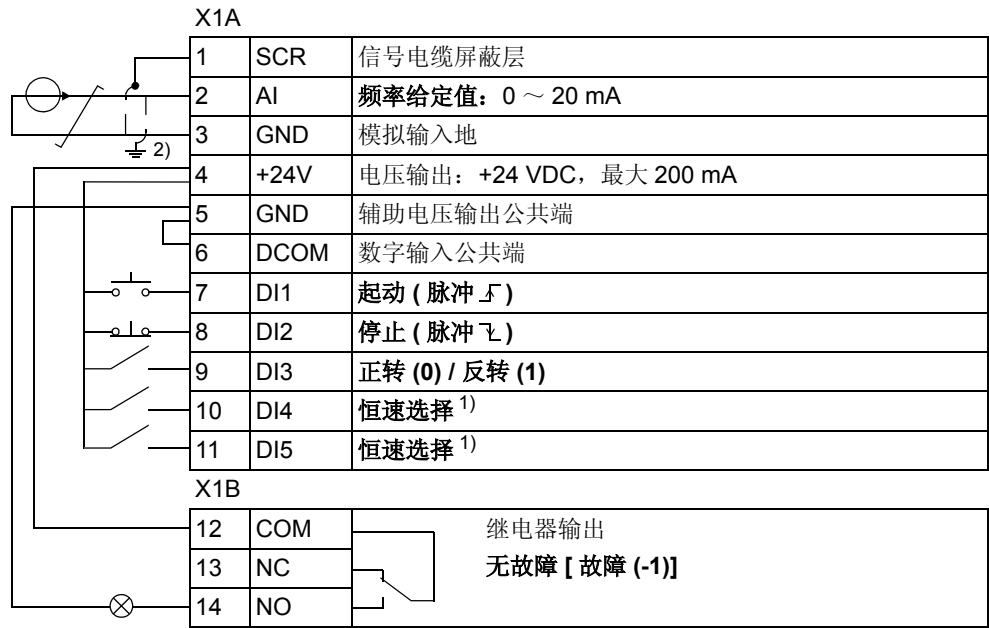 X1A
1 SCR 信号电缆屏蔽层
2 AI 频率给定值：0 ～ 20 mA
3 GND 模拟输入地
2)
4 +24V 电压输出：+24 VDC，最大 200 mA
5 GND 辅助电压输出公共端
6 DCOM 数字输入公共端
7 DI1 起动 ( 脉冲 )
8 DI2 停止 ( 脉冲 )
9 DI3 正转 (0) / 反转 (1)
10 DI4 恒速选择 1)
11 DI5 恒速选择 1)
X1B
12 COM 继电器输出
13 NC 无故障 [ 故障 (-1)]
14 NO